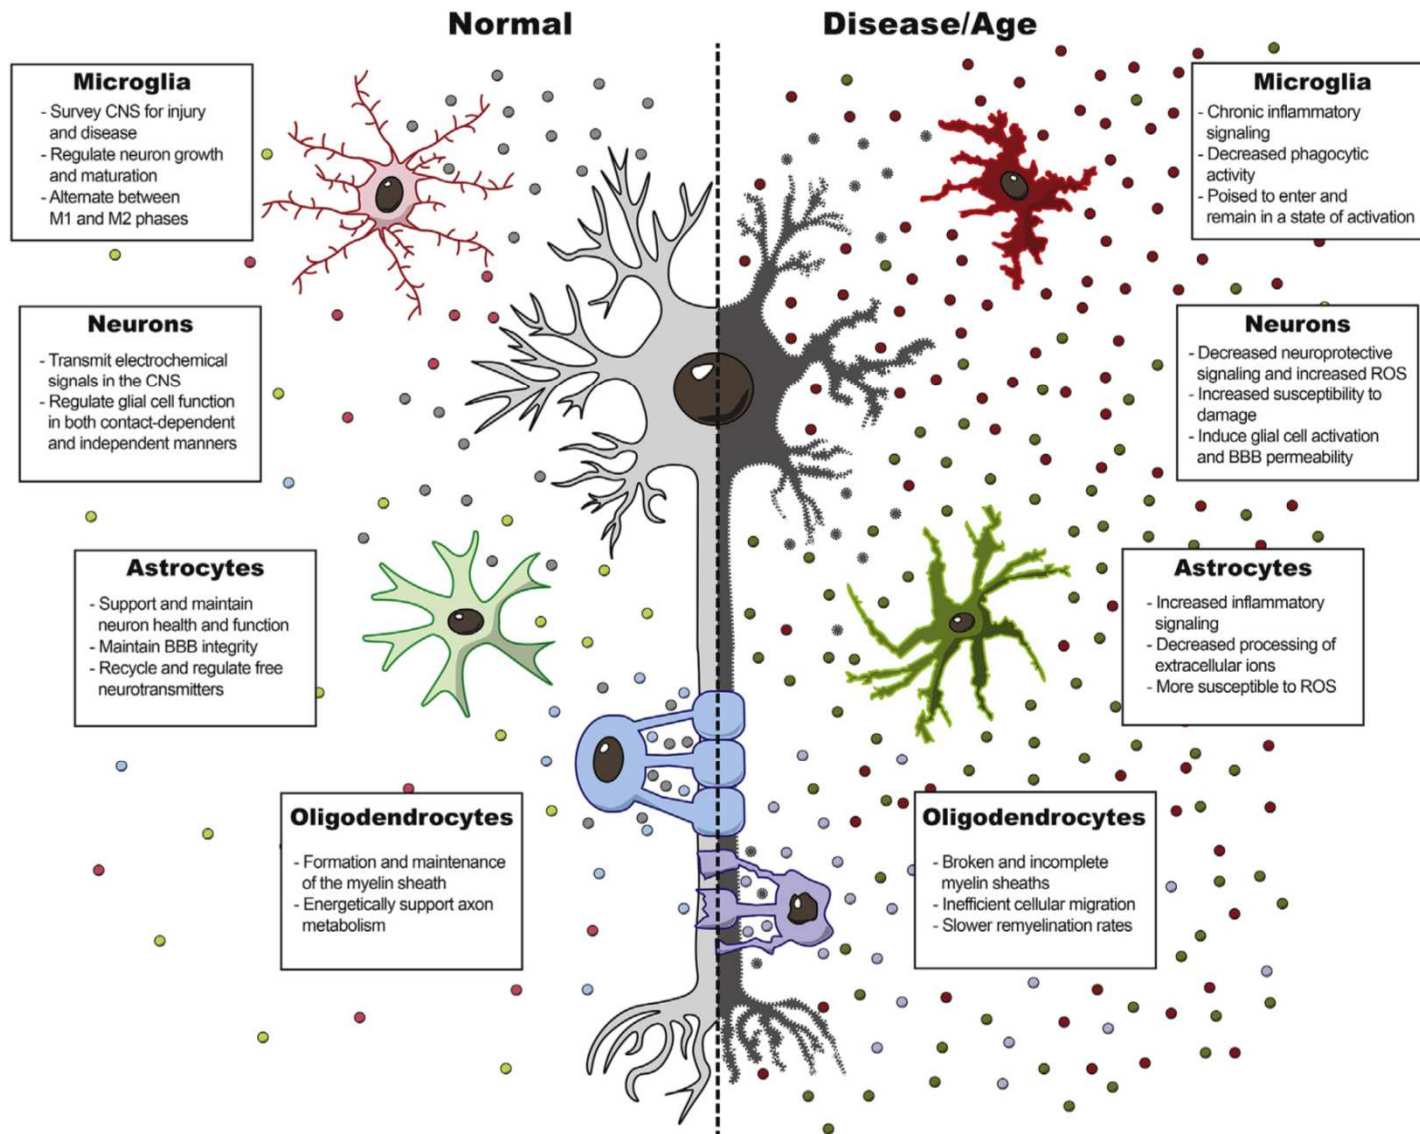 Normal
Disease/Age
Microglia
- Survey CNS for injury
and disease
- Regulate neuron growth
and maturation
- Alternate between
M1 and M2 phases
Neurons
- Transmit electrochemical
signals in the CNS
- Regulate glial cell function
in both contact-dependent
and independent manners
Astrocytes
- Support and maintain
neuron health and function
- Maintain BBB integrity
- Recycle and regulate free
neurotransmitters
Oligodendrocytes
- Formation and maintenance
of the myelin sheath
- Energetically support axon
metabolism
Microglia
- Chronic inflammatory
signaling
- Decreased phagocytic
activity
- Poised to enter and
remain in a state of activation
Neurons
- Decreased neuroprotective
signaling and increased ROS
- Increased susceptibility to
damage
- Induce glial cell activation
and BBB permeability
Astrocytes
- Increased inflammatory
signaling
- Decreased processing of
extracellular ions
- More susceptible to ROS
Oligodendrocytes
- Broken and incomplete
myelin sheaths
- Inefficient cellular migration
- Slower remyelination rates